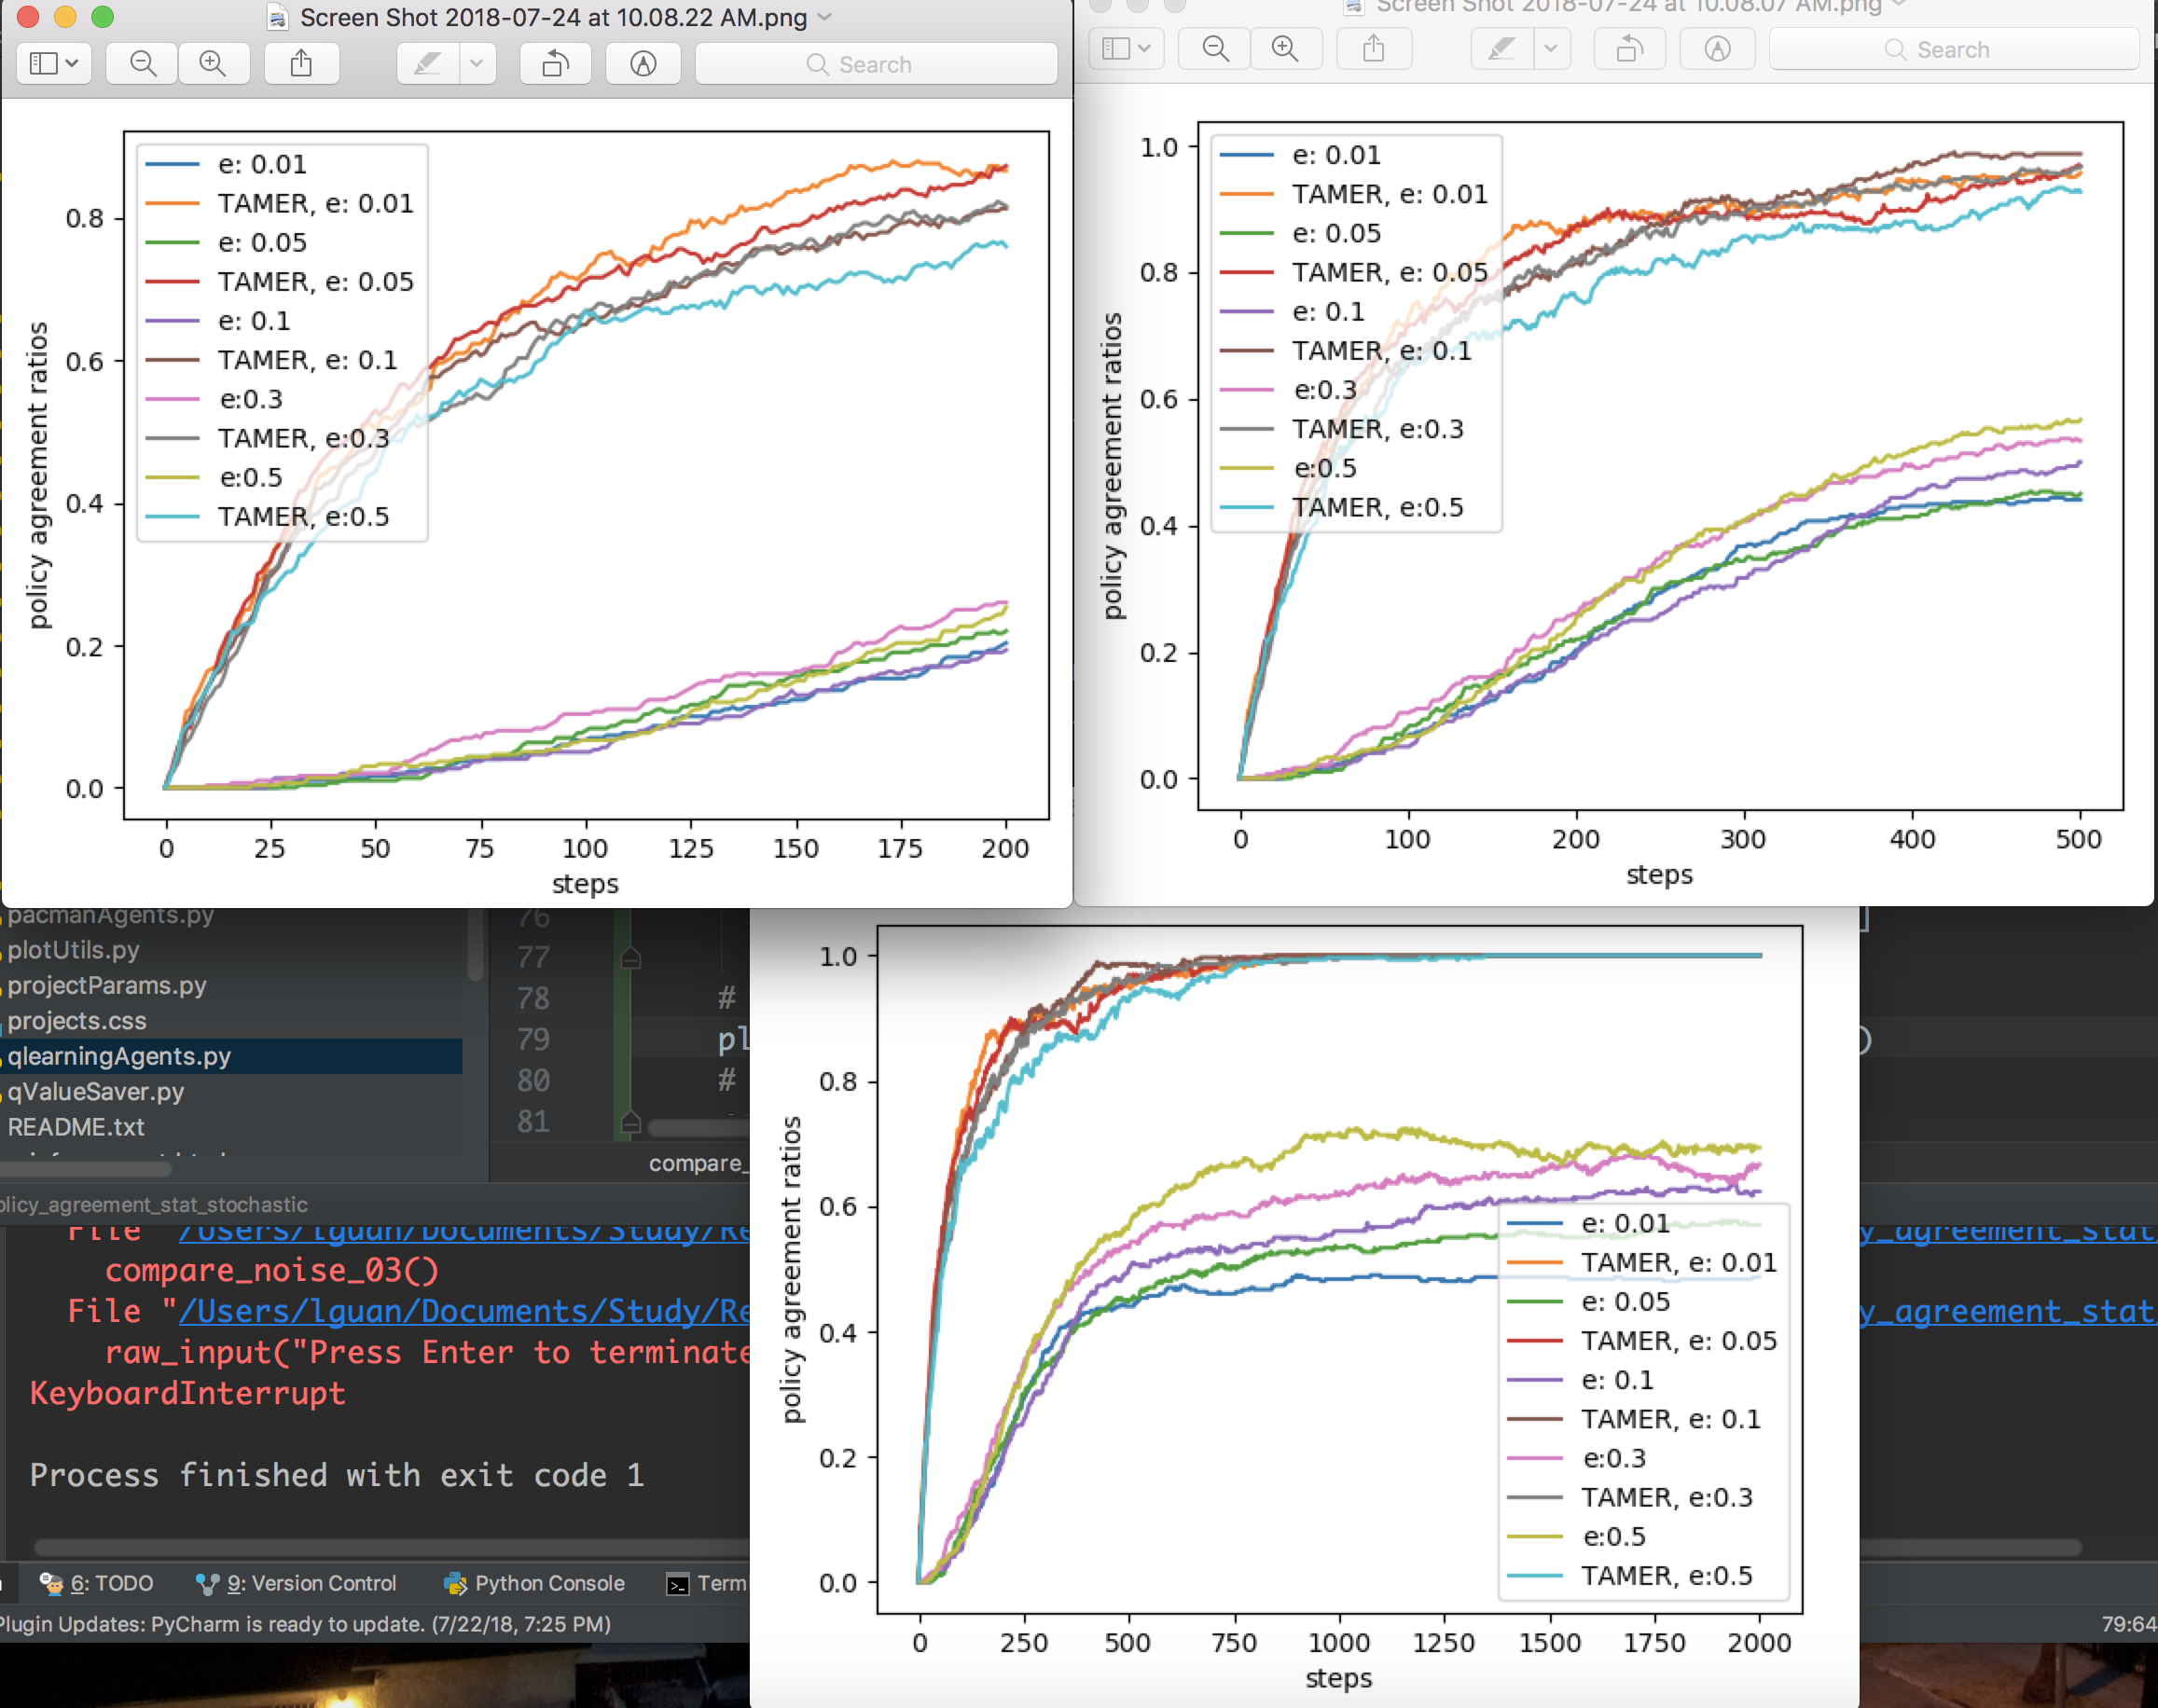 Screen Shot 2018-07-24 at 10.08.22 AM.png
Search
0.8
0.6
0.4
0.2
0.0
policy agreement ratios
e: 0.01
TAMER, e: 0.01
e: 0.05
TAMER, e: 0.05
e: 0.1
TAMER, e: 0.1
e:0.3
TAMER, e:0.3
e:0.5
TAMER, e:0.5
0 25 50 75 100 125 150 175 200
steps
Screen Shot 2018-07-24 at 10.08.07 AM.png
Search
1.0
0.8
0.6
0.4
0.2
0.0
policy agreement ratios
e: 0.01
TAMER, e: 0.01
e: 0.05
TAMER, e: 0.05
e: 0.1
TAMER, e: 0.1
e:0.3
TAMER, e:0.3
e:0.5
TAMER, e:0.5
0 100 200 300 400 500
steps
pacmanAgents.py
plotUtils.py
projectParams.py
projects.css
qlearningAgents.py
qValueSaver.py
README.txt
76
77
78 #
79 pl
80 #
81
compare_
olicy_agreement_stat_stochastic
File "/Users/lguan/Documents/Study/Re
compare_noise_03()
File "/Users/lguan/Documents/Study/Re
raw_input("Press Enter to terminate
KeyboardInterrupt
Process finished with exit code 1
y_agreement_stat
y_agreement_stat
6: TODO 9: Version Control Python Console Term
Plugin Updates: PyCharm is ready to update. (7/22/18, 7:25 PM)
79:64
1.0
0.8
0.6
0.4
0.2
0.0
policy agreement ratios
e: 0.01
TAMER, e: 0.01
e: 0.05
TAMER, e: 0.05
e: 0.1
TAMER, e: 0.1
e:0.3
TAMER, e:0.3
e:0.5
TAMER, e:0.5
0 250 500 750 1000 1250 1500 1750 2000
steps